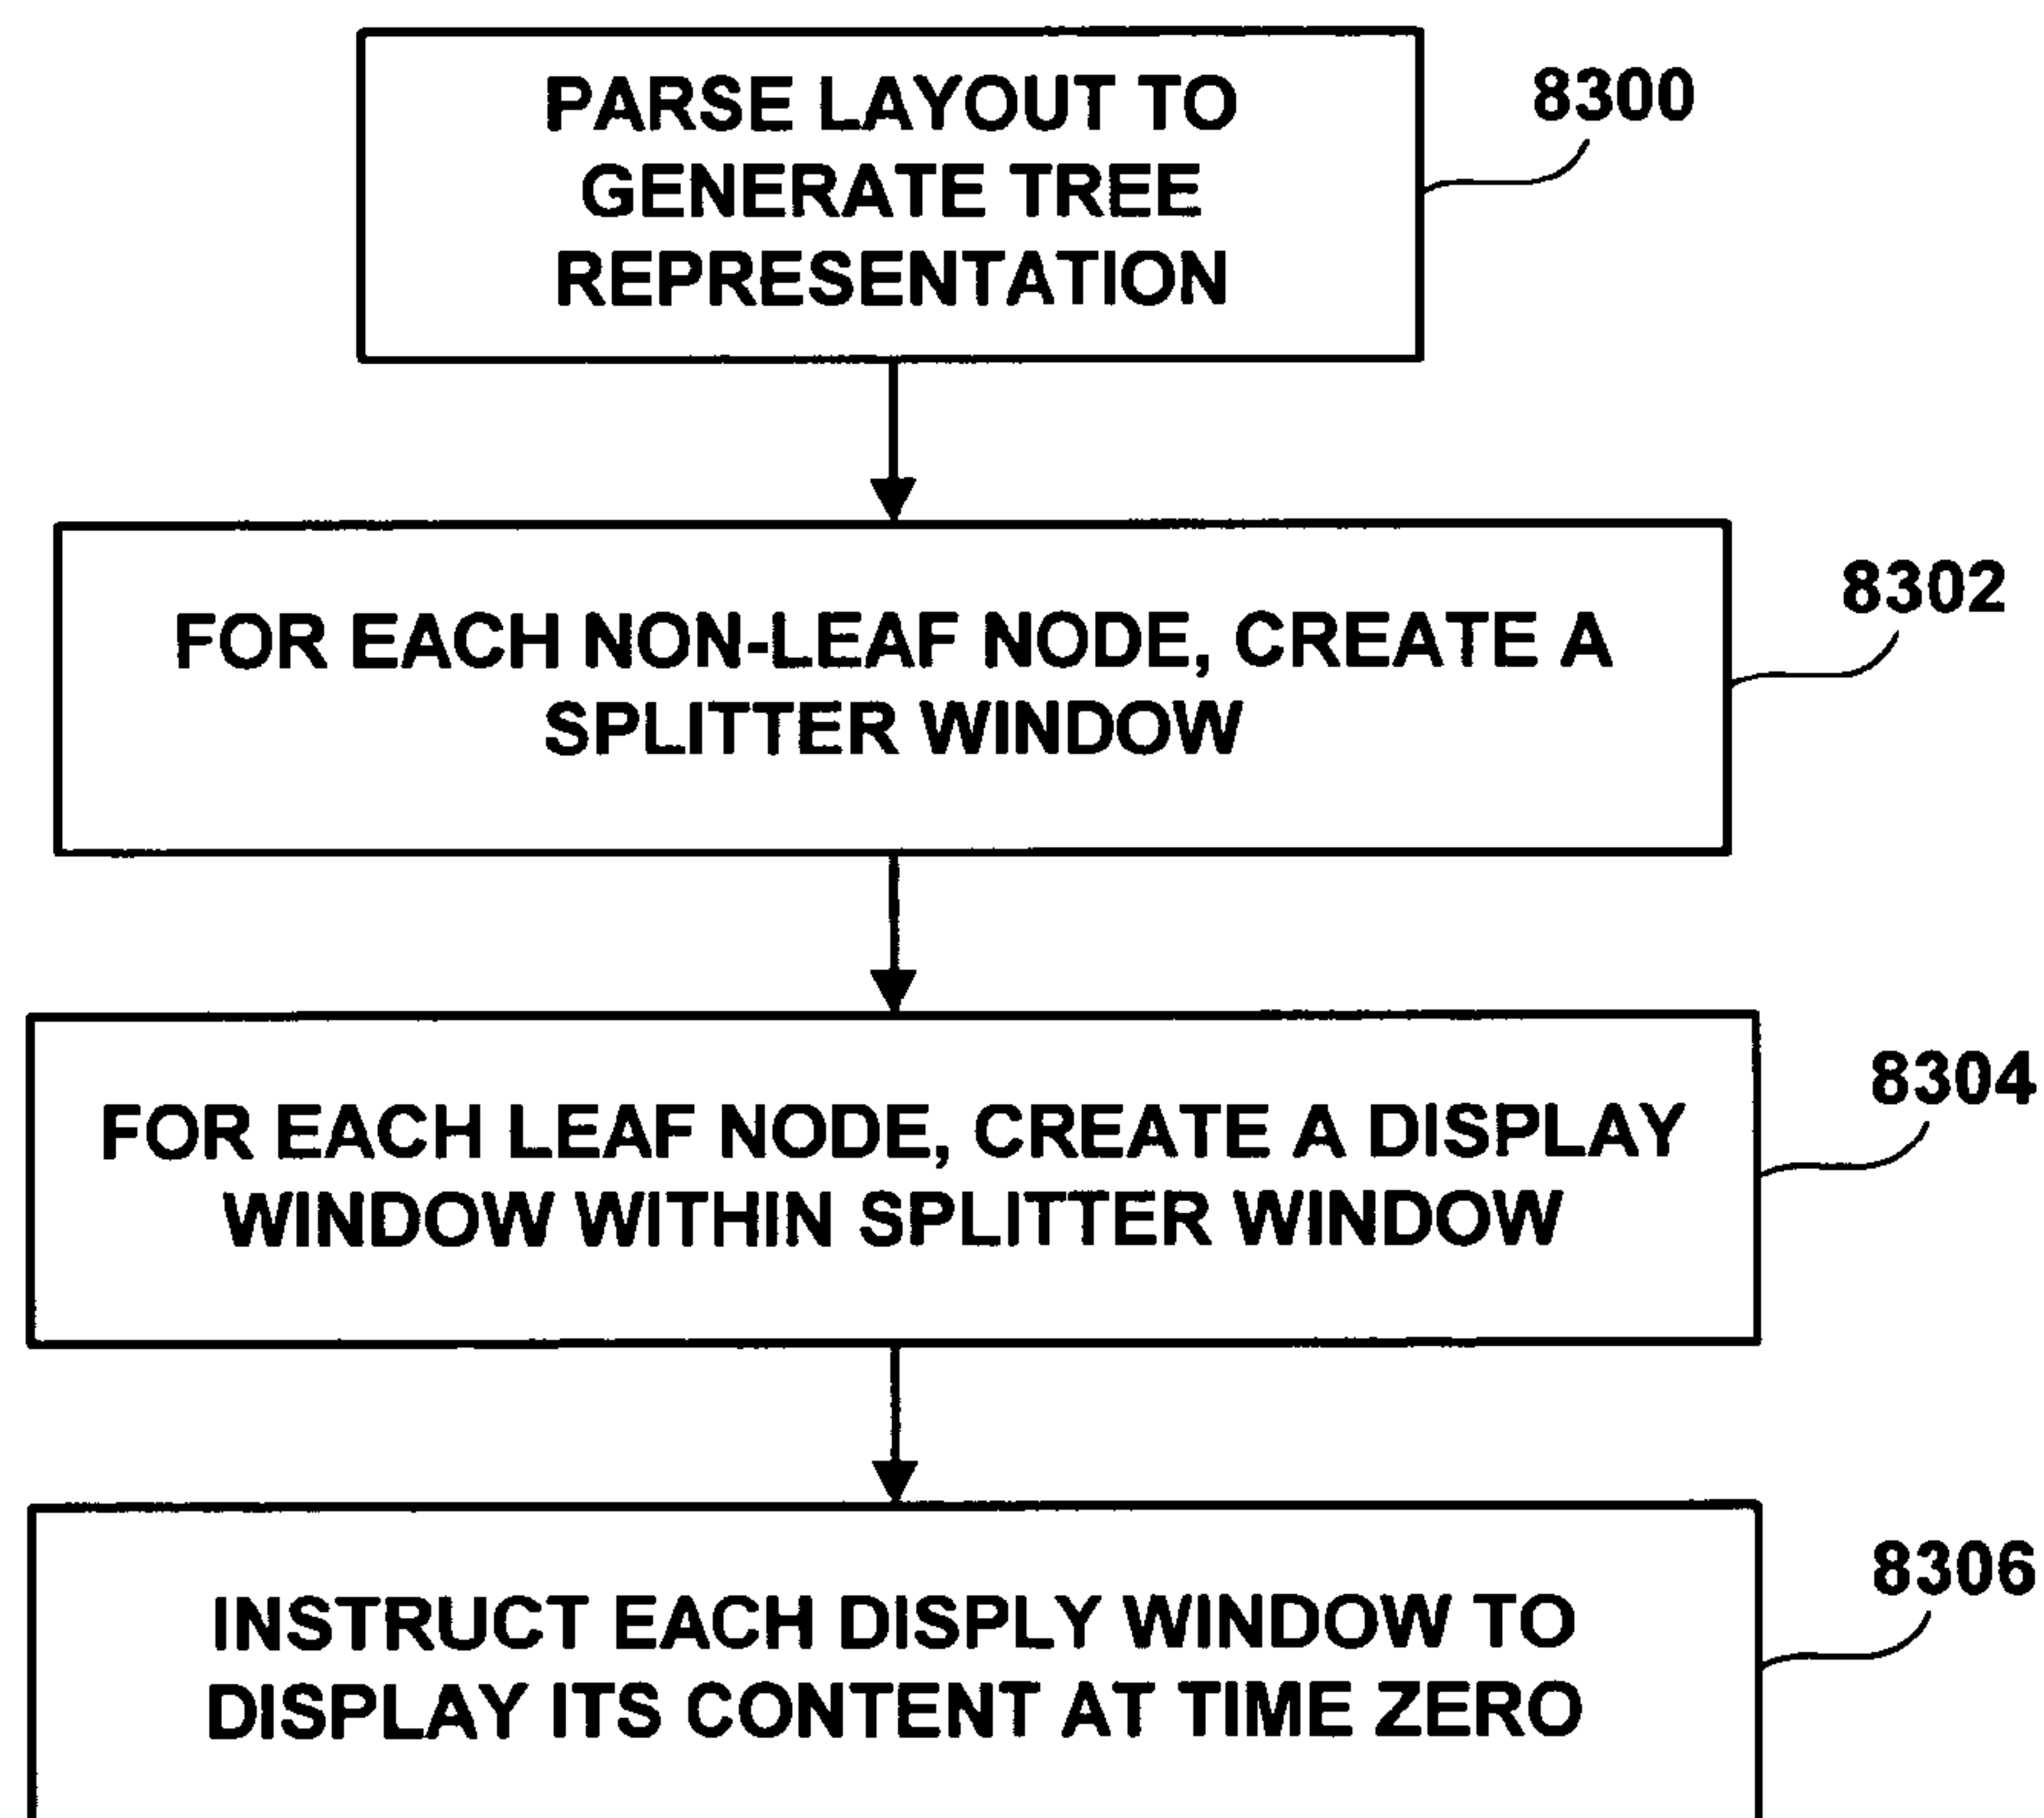 PARSE LAYOUT TO
GENERATE TREE
REPRESENTATION
8300
FOR EACH NON-LEAF NODE, CREATE A
SPLITTER WINDOW
8302
FOR EACH LEAF NODE, CREATE A DISPLAY
WINDOW WITHIN SPLITTER WINDOW
8304
INSTRUCT EACH DISPLY WINDOW TO
DISPLAY ITS CONTENT AT TIME ZERO
8306